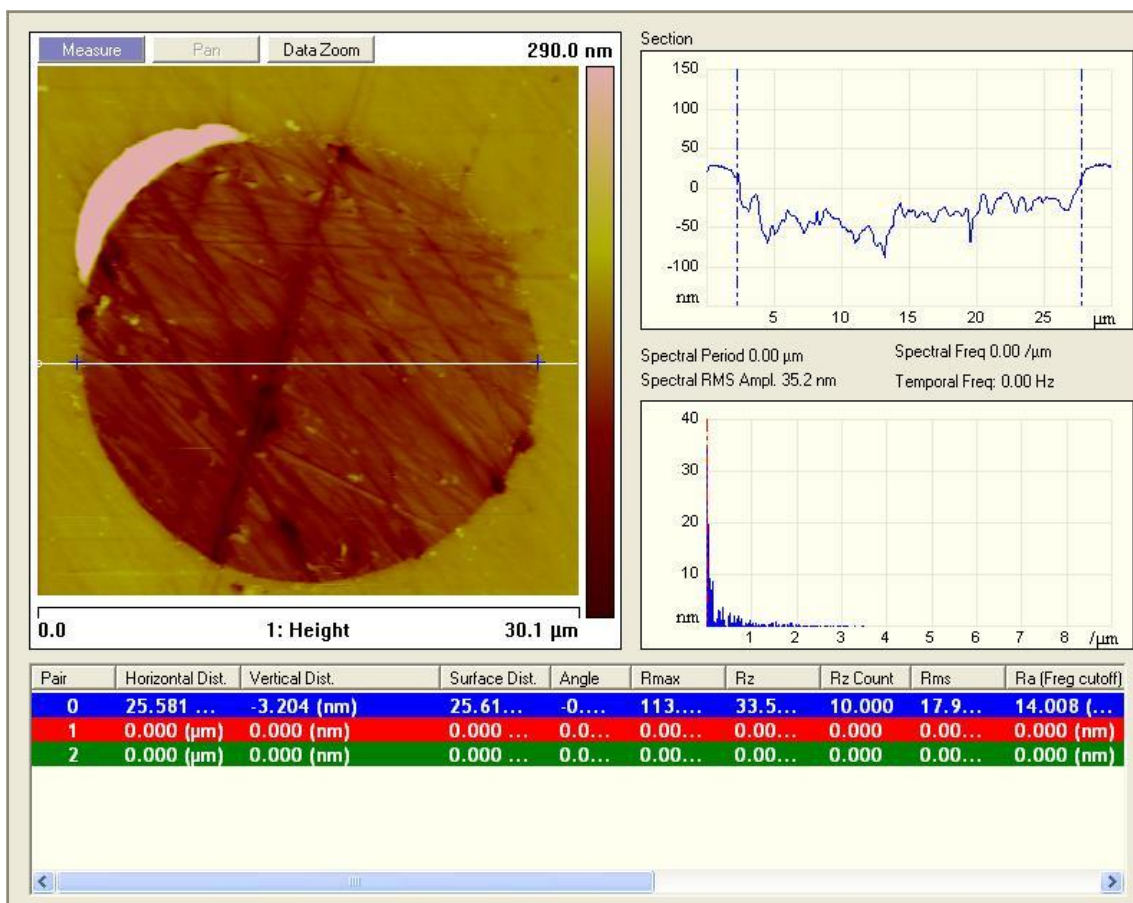 Measure Pan Data Zoom 290.0 nm
0.0 1: Height 30.1 µm
Section
150
100
50
0
-50
-100
nm
5 10 15 20 25 µm
Spectral Period 0.00 µm Spectral Freq 0.00 /µm
Spectral RMS Ampl. 35.2 nm Temporal Freq: 0.00 Hz
40
30
20
10
nm
1 2 3 4 5 6 7 8 /µm
Pair Horizontal Dist. Vertical Dist. Surface Dist. Angle Rmax Rz Rz Count Rms Ra (Freg cutoff)
0 25.581 ... -3.204 (nm) 25.61... -0.... 113.... 33.5... 10.000 17.9... 14.008 (...
1 0.000 (µm) 0.000 (nm) 0.000 ... 0.0... 0.00... 0.00... 0.000 0.00... 0.000 (nm)
2 0.000 (µm) 0.000 (nm) 0.000 ... 0.0... 0.00... 0.00... 0.000 0.00... 0.000 (nm)